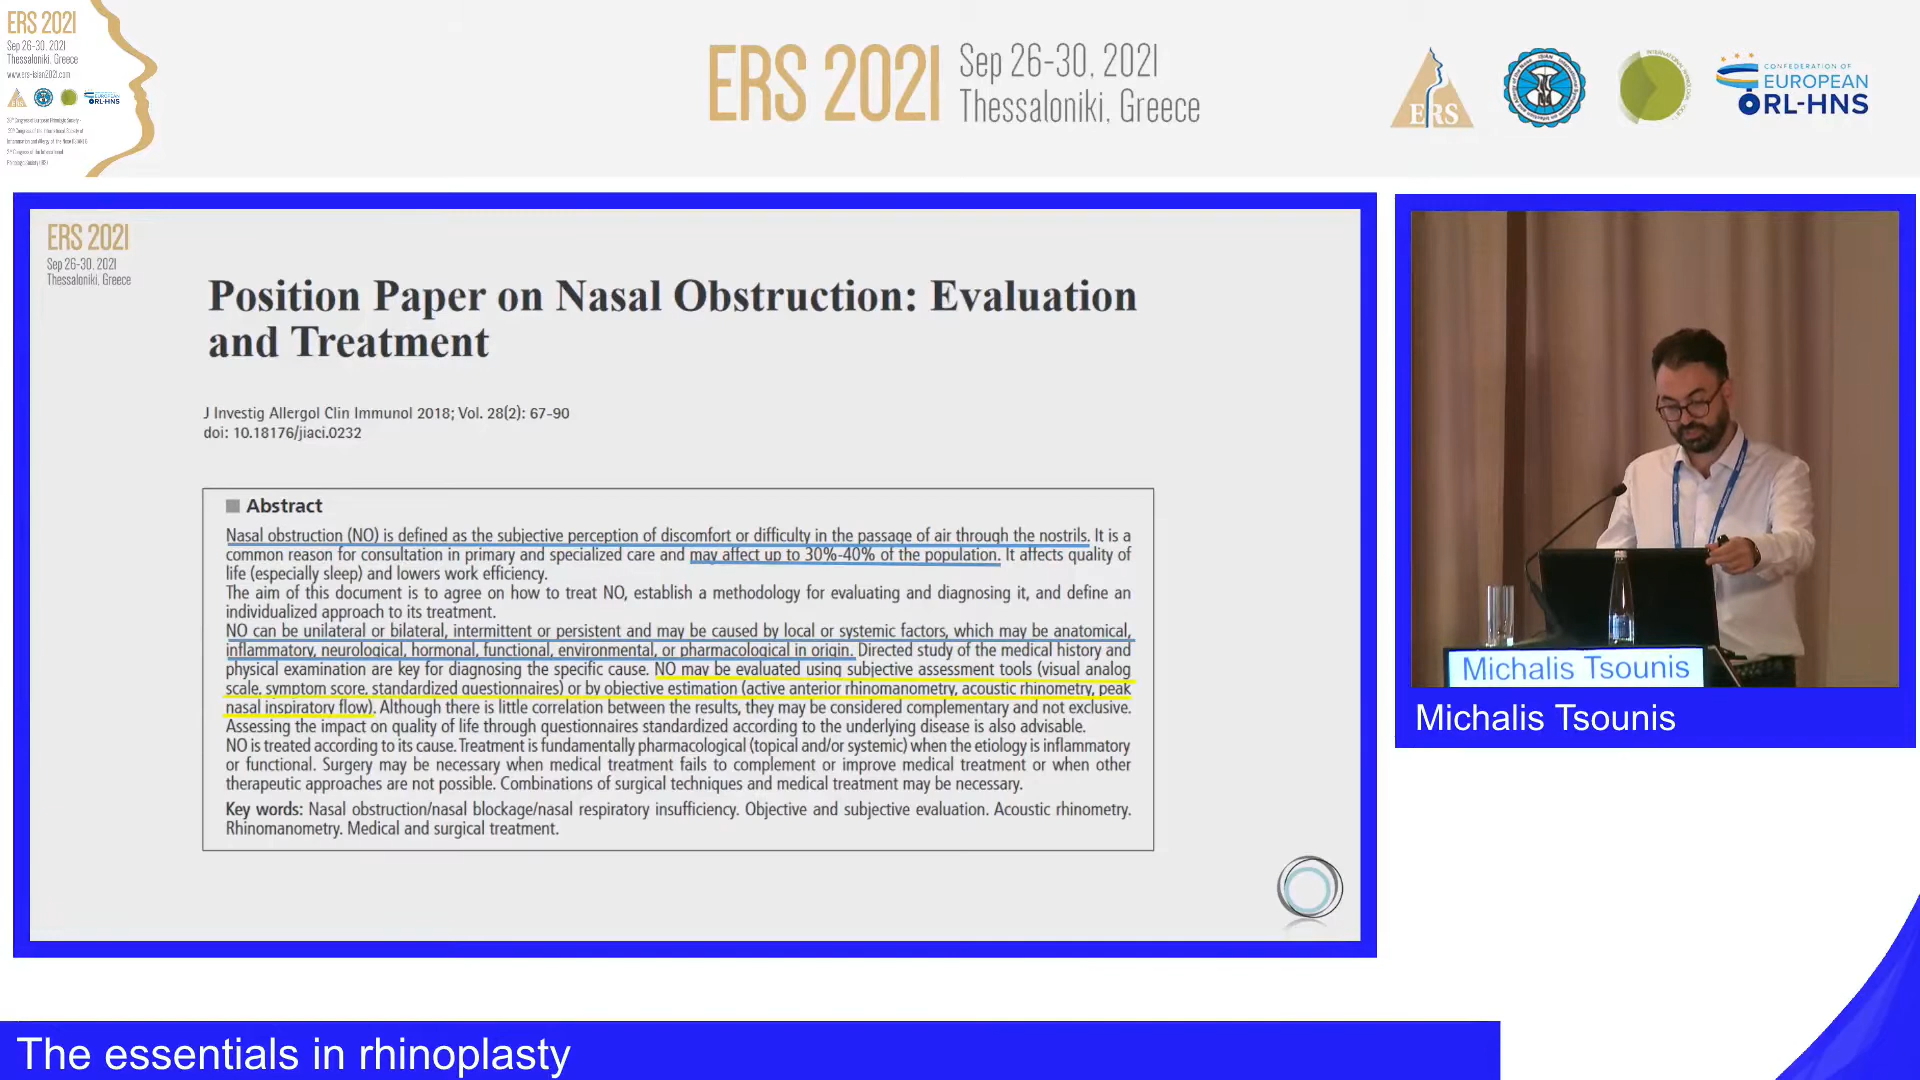 ERS 2021
Sep 26-30, 2021
Thessaloniki, Greece
www.ers-isian2021.com
ERS 2021
Sep 26-30, 2021
Thessaloniki, Greece
ERS
CONFEDERATION OF
EUROPEAN
ORL-HNS
ERS 2021
Sep 26-30, 2021
Thessaloniki, Greece
Position Paper on Nasal Obstruction: Evaluation
and Treatment
J Investig Allergol Clin Immunol 2018; Vol. 28(2): 67-90
doi: 10.18176/jiaci.0232
Abstract
Nasal obstruction (NO) is defined as the subjective perception of discomfort or difficulty in the passage of air through the nostrils. It is a
common reason for consultation in primary and specialized care and may affect up to 30%-40% of the population. It affects quality of
life (especially sleep) and lowers work efficiency.
The aim of this document is to agree on how to treat NO, establish a methodology for evaluating and diagnosing it, and define an
individualized approach to its treatment.
NO can be unilateral or bilateral, intermittent or persistent and may be caused by local or systemic factors, which may be anatomical,
inflammatory, neurological, hormonal, functional, environmental, or pharmacological in origin. Directed study of the medical history and
physical examination are key for diagnosing the specific cause. NO may be evaluated using subjective assessment tools (visual analog
scale, symptom score, standardized questionnaires) or by objective estimation (active anterior rhinomanometry, acoustic rhinometry, peak
nasal inspiratory flow). Although there is little correlation between the results, they may be considered complementary and not exclusive.
Assessing the impact on quality of life through questionnaires standardized according to the underlying disease is also advisable.
NO is treated according to its cause. Treatment is fundamentally pharmacological (topical and/or systemic) when the etiology is inflammatory
or functional. Surgery may be necessary when medical treatment fails to complement or improve medical treatment or when other
therapeutic approaches are not possible. Combinations of surgical techniques and medical treatment may be necessary.
Key words: Nasal obstruction/nasal blockage/nasal respiratory insufficiency. Objective and subjective evaluation. Acoustic rhinometry.
Rhinomanometry. Medical and surgical treatment.
Michalis Tsounis
Michalis Tsounis
The essentials in rhinoplasty